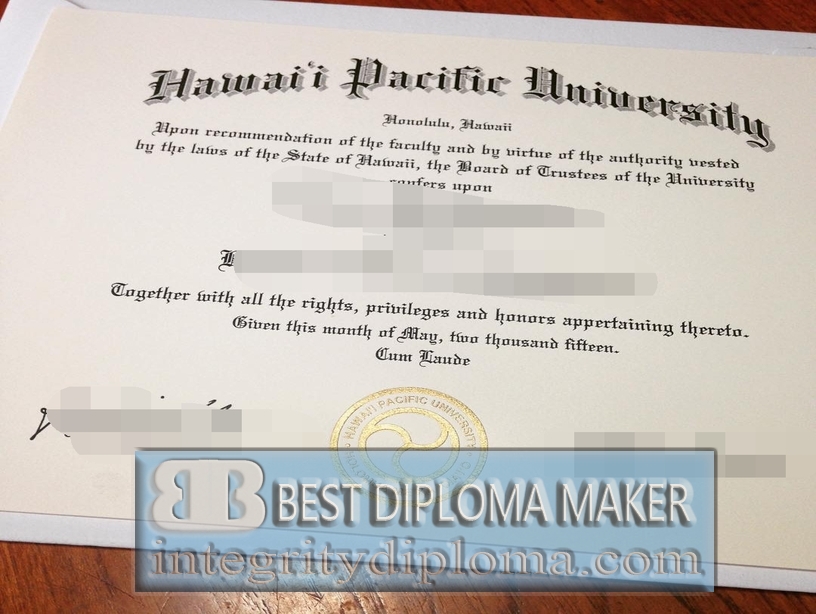 Hawai'i Pacific University
Honolulu, Hawaii
Upon recommendation of the faculty and by virtue of the authority vested
by the laws of the State of Hawaii, the Board of Trustees of the University
confers upon
Together with all the rights, privileges and honors appertaining thereto.
Given this month of May, two thousand fifteen.
Cum Laude
HAWAI'I PACIFIC UNIVERSITY
BB BEST DIPLOMA MAKER
integritydiploma.com